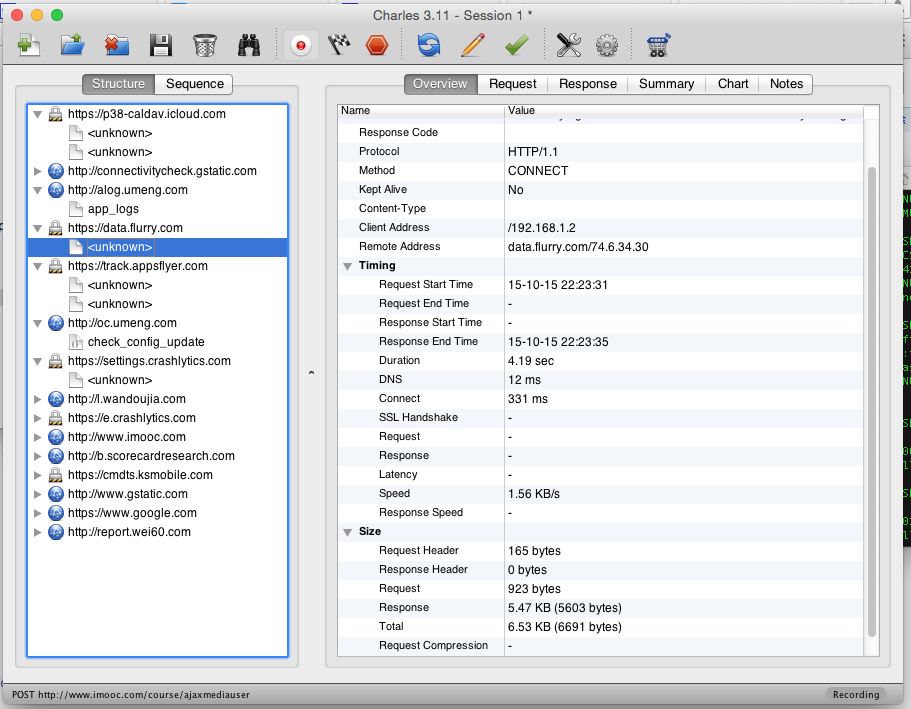 Charles 3.11 - Session 1 *
Structure Sequence
https://p38-caldav.icloud.com
<unknown>
<unknown>
http://connectivitycheck.gstatic.com
http://alog.umeng.com
app_logs
https://data.flurry.com
<unknown>
https://track.appsflyer.com
<unknown>
<unknown>
http://oc.umeng.com
check_config_update
https://settings.crashlytics.com
<unknown>
http://l.wandoujia.com
https://e.crashlytics.com
http://www.imooc.com
http://b.scorecardresearch.com
https://cmdts.ksmobile.com
http://www.gstatic.com
https://www.google.com
http://report.wei60.com
Overview Request Response Summary Chart Notes
Name Value
Response Code
Protocol HTTP/1.1
Method CONNECT
Kept Alive No
Content-Type
Client Address /192.168.1.2
Remote Address data.flurry.com/74.6.34.30
Timing
Request Start Time 15-10-15 22:23:31
Request End Time -
Response Start Time -
Response End Time 15-10-15 22:23:35
Duration 4.19 sec
DNS 12 ms
Connect 331 ms
SSL Handshake -
Request -
Response -
Latency -
Speed 1.56 KB/s
Response Speed -
Size
Request Header 165 bytes
Response Header 0 bytes
Request 923 bytes
Response 5.47 KB (5603 bytes)
Total 6.53 KB (6691 bytes)
Request Compression -
POST http://www.imooc.com/course/ajaxmediauser
Recording